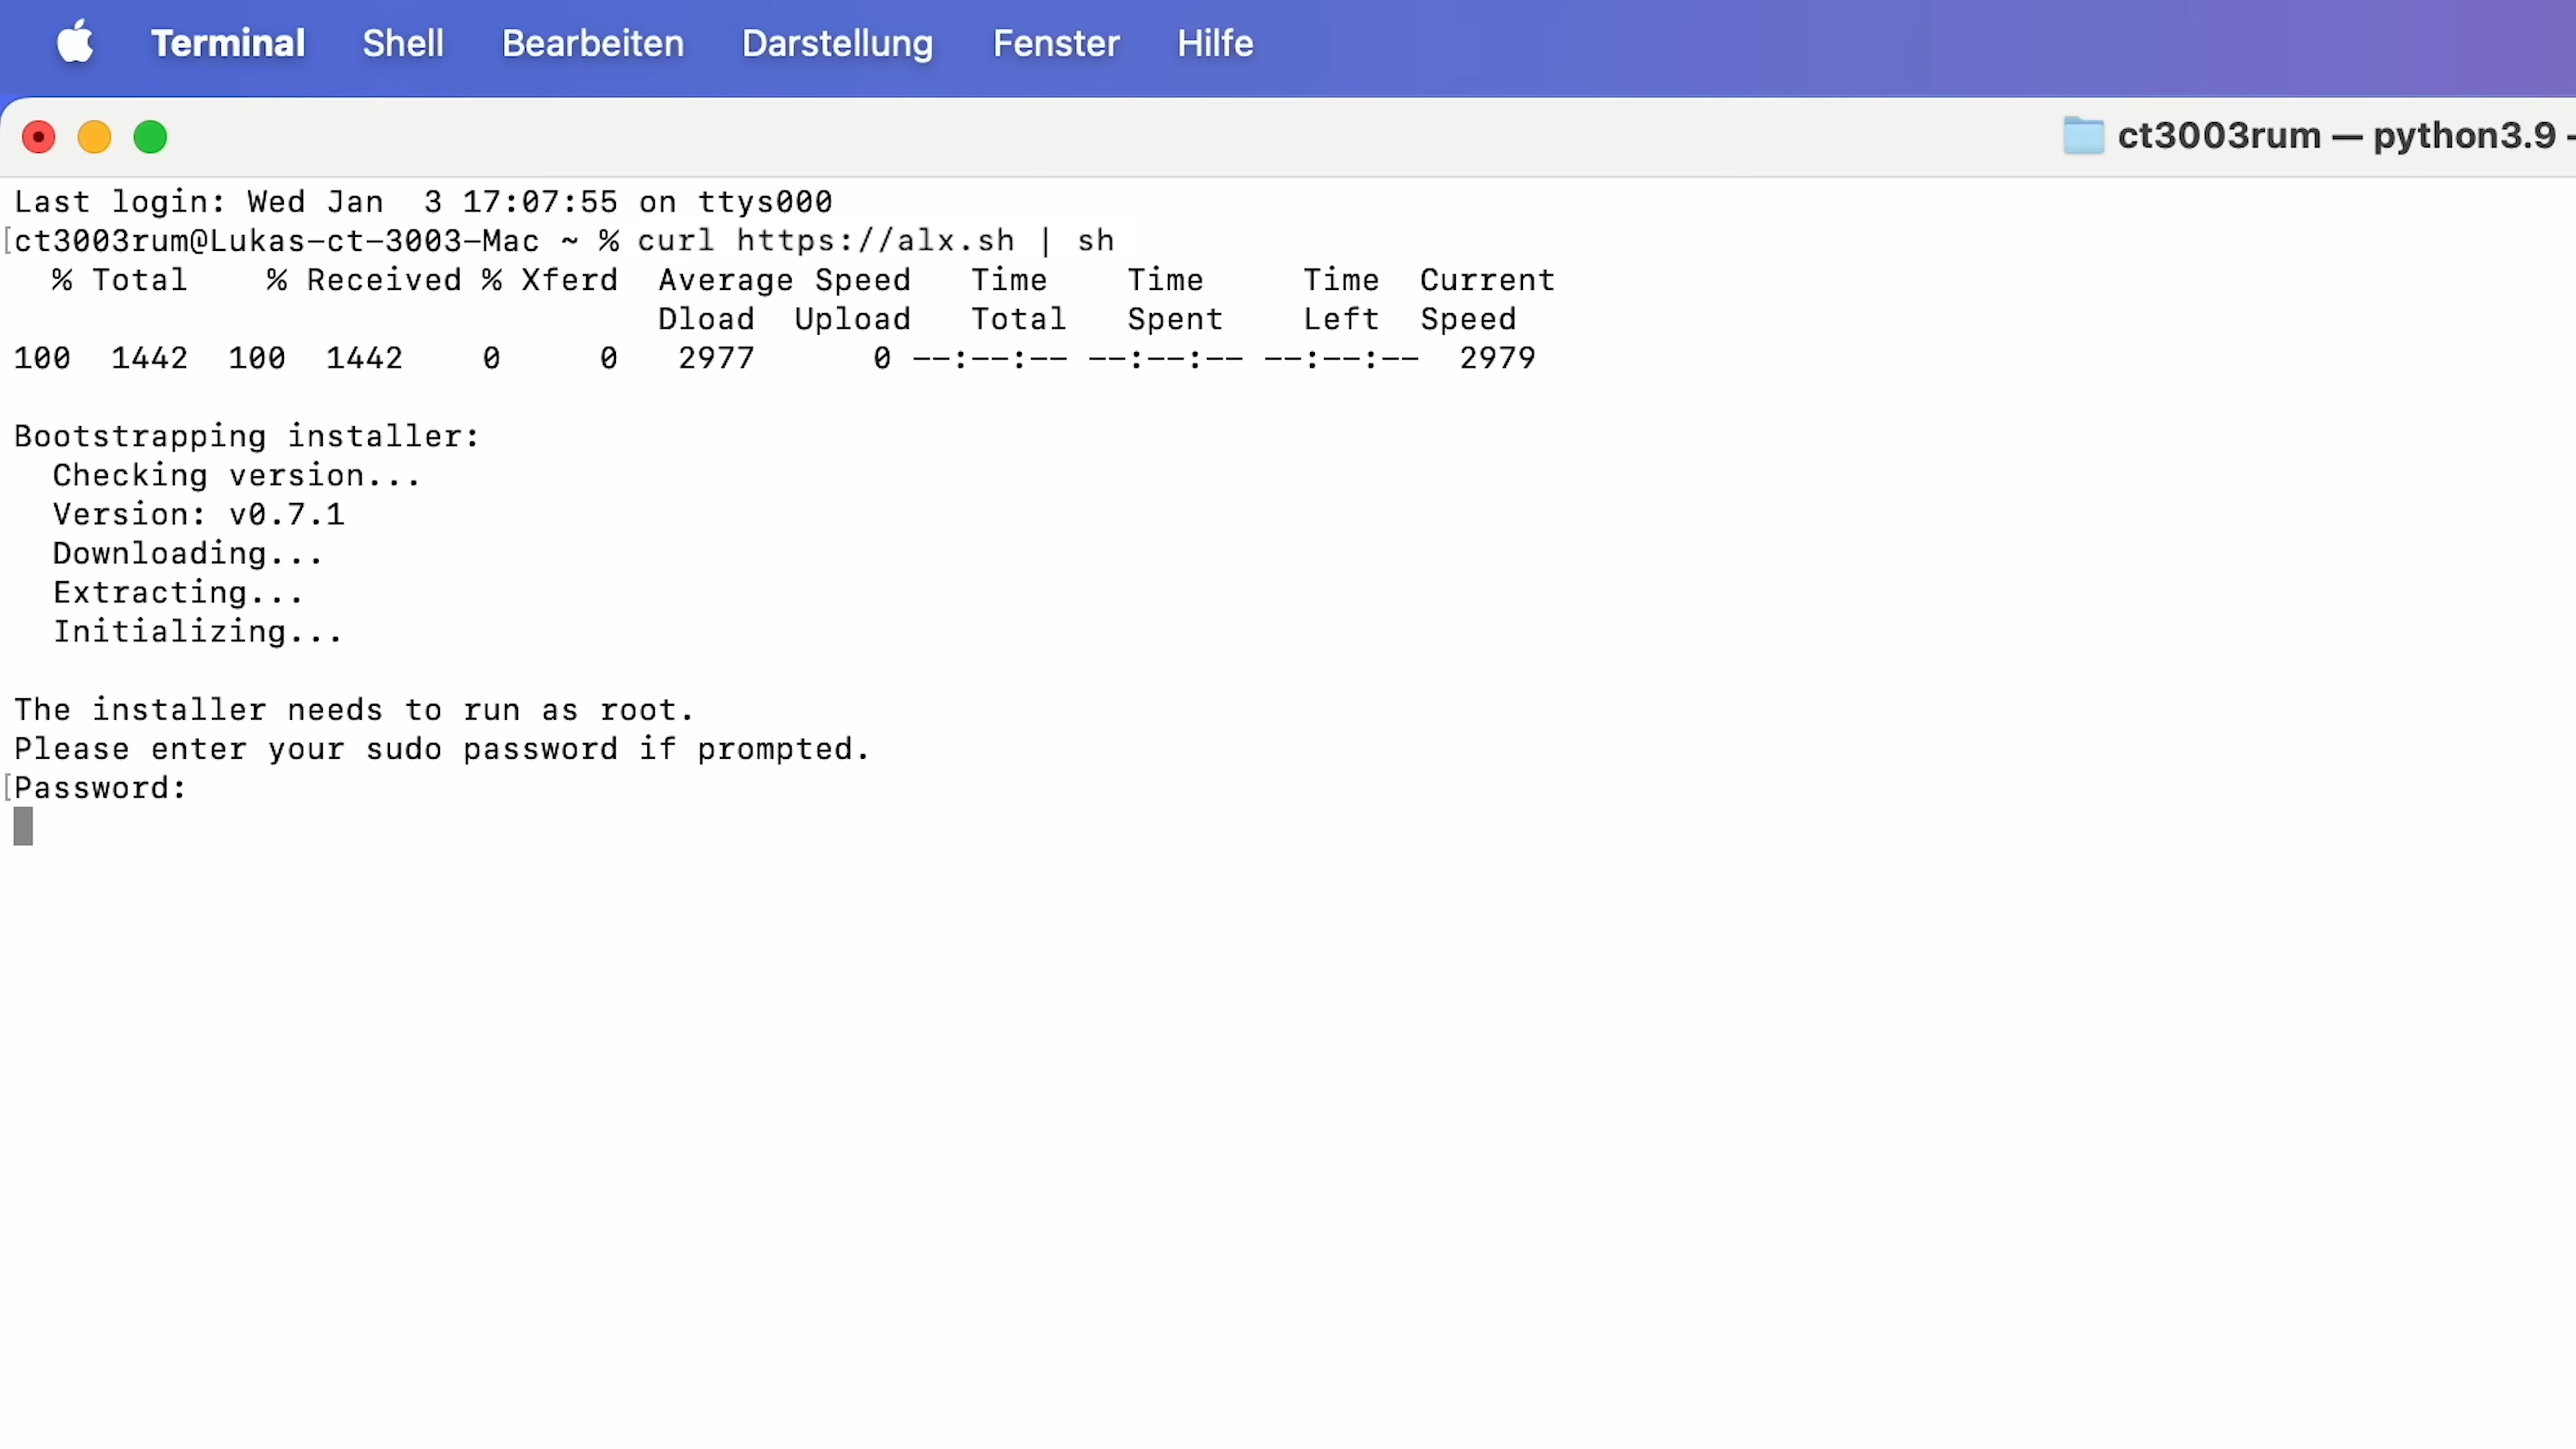 Terminal Shell Bearbeiten Darstellung Fenster Hilfe
ct3003rum — python3.9 -
Last login: Wed Jan  3 17:07:55 on ttys000
[ct3003rum@Lukas-ct-3003-Mac ~ % curl https://alx.sh | sh
  % Total    % Received % Xferd  Average Speed   Time    Time     Time  Current
                                 Dload  Upload   Total   Spent    Left  Speed
100  1442  100  1442    0     0   2977      0 --:--:-- --:--:-- --:--:--  2979
Bootstrapping installer:
  Checking version...
  Version: v0.7.1
  Downloading...
  Extracting...
  Initializing...
The installer needs to run as root.
Please enter your sudo password if prompted.
[Password: